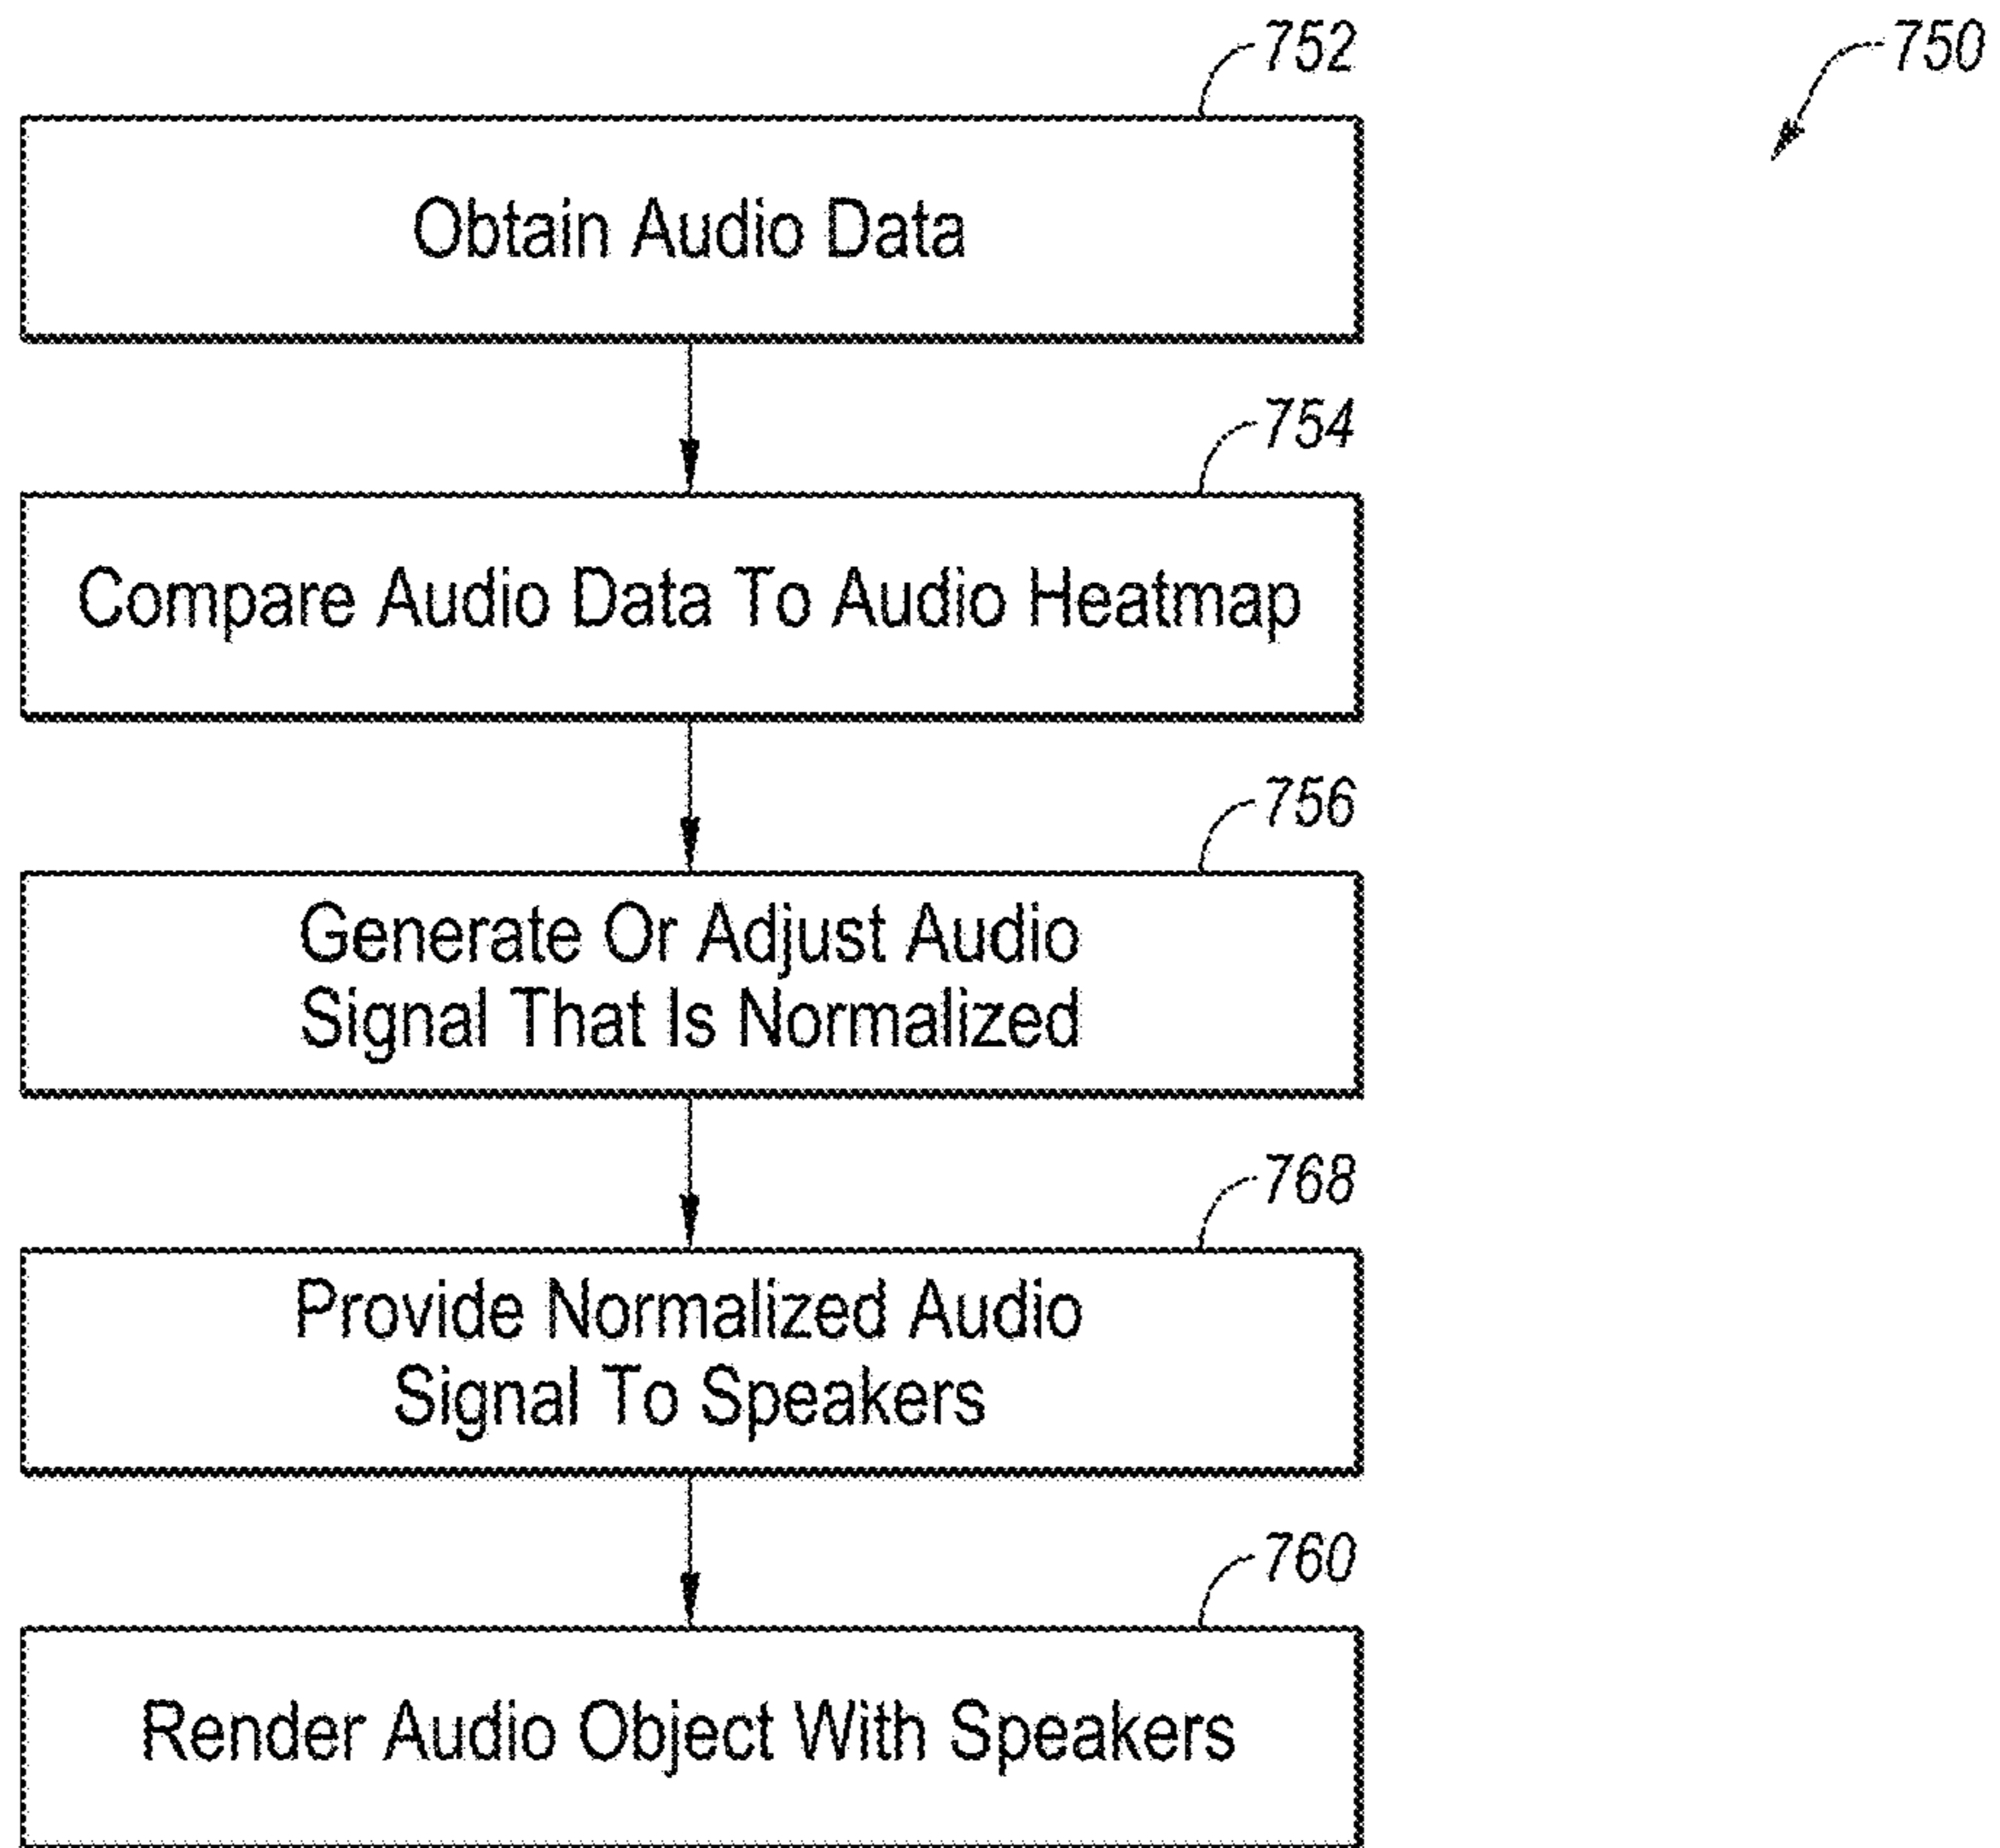 752
750
Obtain Audio Data
754
Compare Audio Data To Audio Heatmap
756
Generate Or Adjust Audio
Signal That Is Normalized
768
Provide Normalized Audio
Signal To Speakers
760
Render Audio Object With Speakers